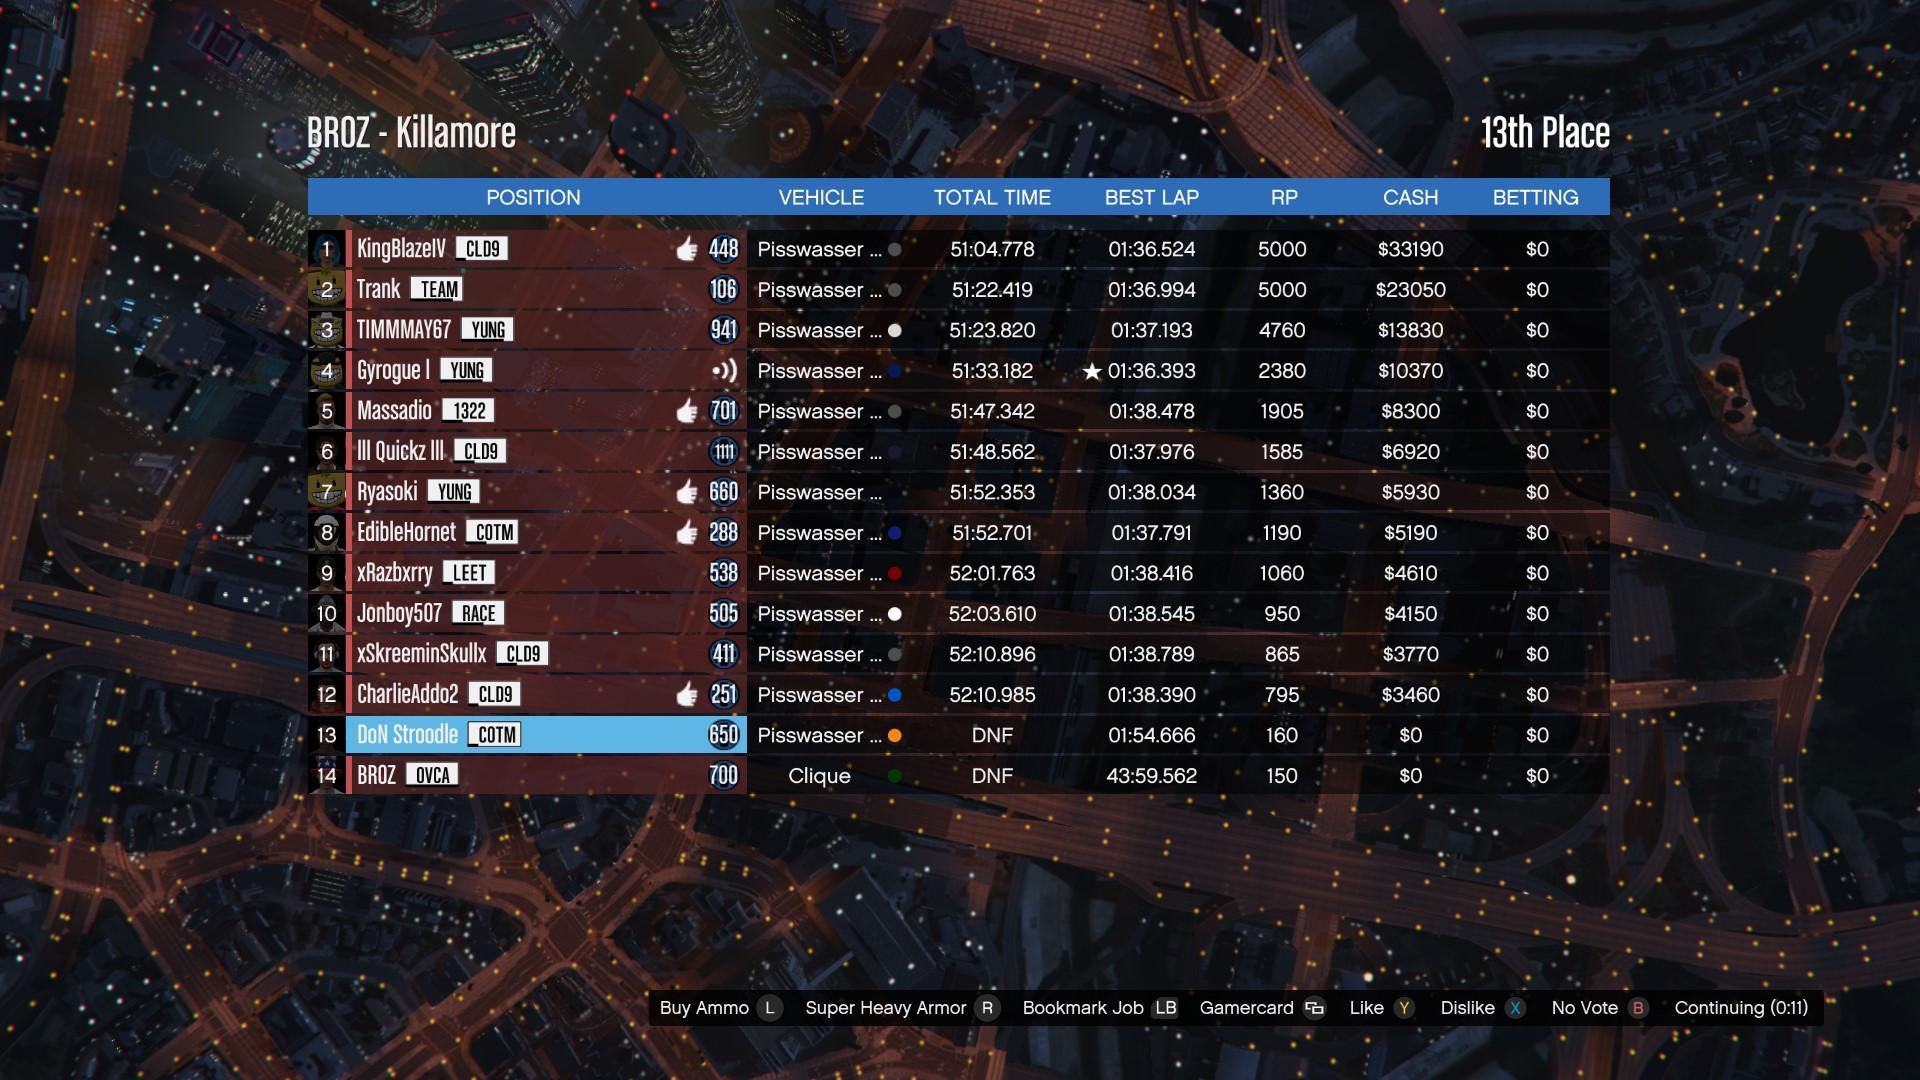 BROZ - Killamore
13th Place
POSITION VEHICLE TOTAL TIME BEST LAP RP CASH BETTING
1 KingBlazeIV CLD9 448 Pisswasser ... 51:04.778 01:36.524 5000 $33190 $0
2 Trank TEAM 106 Pisswasser ... 51:22.419 01:36.994 5000 $23050 $0
3 TIMMMAY67 YUNG 941 Pisswasser ... 51:23.820 01:37.193 4760 $13830 $0
4 Gyrogue l YUNG Pisswasser ... 51:33.182 01:36.393 2380 $10370 $0
5 Massadio 1322 701 Pisswasser ... 51:47.342 01:38.478 1905 $8300 $0
6 lll Quickz lll CLD9 1111 Pisswasser ... 51:48.562 01:37.976 1585 $6920 $0
7 Ryasoki YUNG 660 Pisswasser ... 51:52.353 01:38.034 1360 $5930 $0
8 EdibleHornet COTM 288 Pisswasser ... 51:52.701 01:37.791 1190 $5190 $0
9 xRazbxrry LEET 538 Pisswasser ... 52:01.763 01:38.416 1060 $4610 $0
10 Jonboy507 RACE 505 Pisswasser ... 52:03.610 01:38.545 950 $4150 $0
11 xSkreeminSkullx CLD9 411 Pisswasser ... 52:10.896 01:38.789 865 $3770 $0
12 CharlieAddo2 CLD9 251 Pisswasser ... 52:10.985 01:38.390 795 $3460 $0
13 DoN Stroodle COTM 650 Pisswasser ... DNF 01:54.666 160 $0 $0
14 BROZ OVCA 700 Clique DNF 43:59.562 150 $0 $0
Buy Ammo L Super Heavy Armor R Bookmark Job LB Gamercard Like Y Dislike X No Vote B Continuing (0:11)